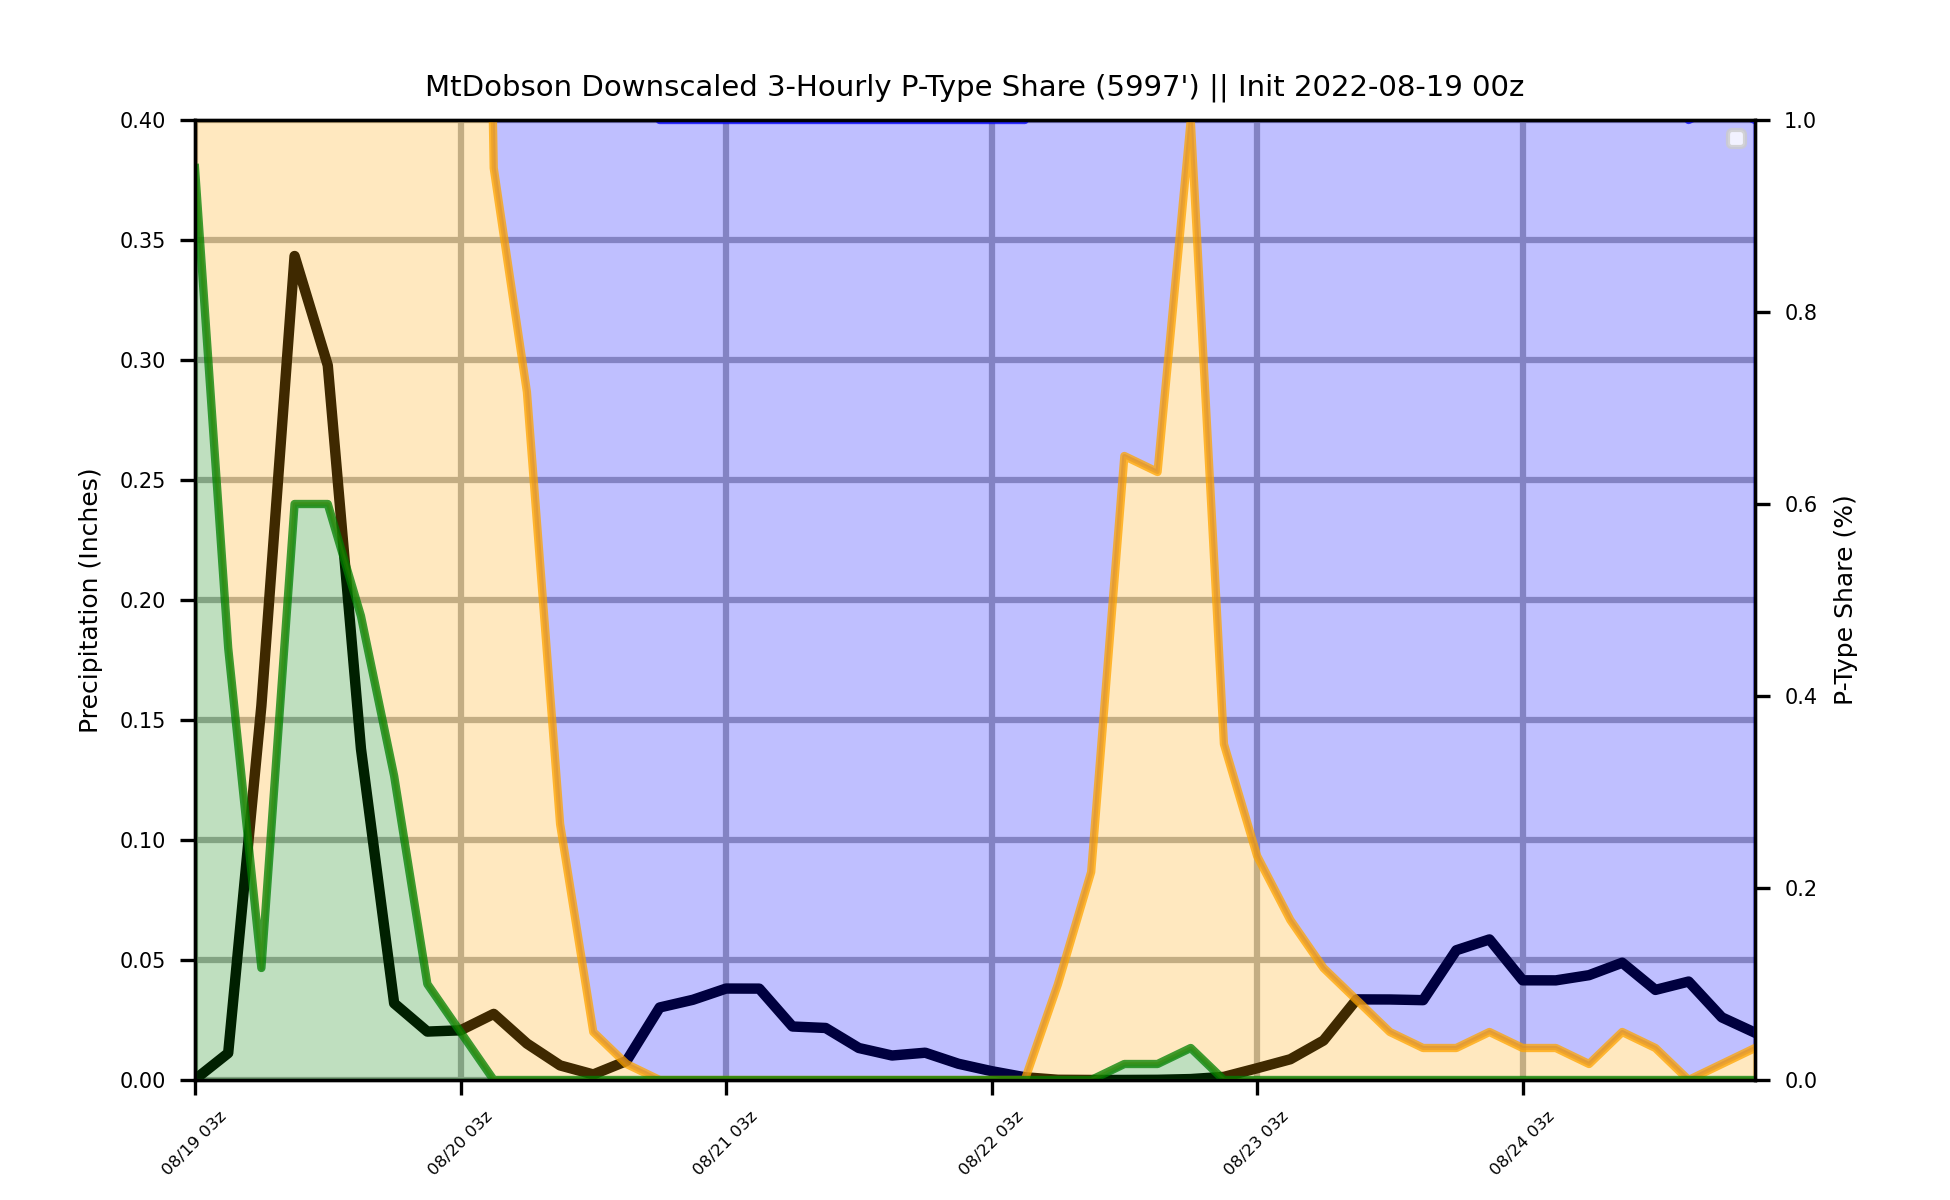 MtDobson Downscaled 3-Hourly P-Type Share (5997') || Init 2022-08-19 00z
0.40
0.35
0.30
0.25
0.20
0.15
0.10
0.05
0.00
Precipitation (Inches)
1.0
0.8
0.6
0.4
0.2
0.0
P-Type Share (%)
08/19 03z
08/20 03z
08/21 03z
08/22 03z
08/23 03z
08/24 03z